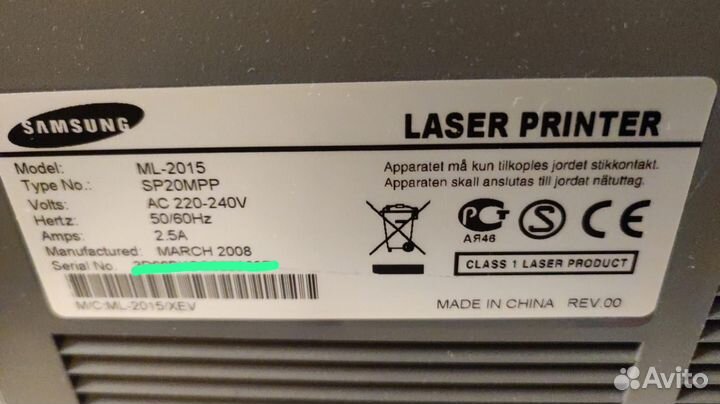 SAMSUNG
LASER PRINTER
Model: ML-2015
Type No.: SP20MPP
Volts: AC 220-240V
Hertz: 50/60Hz
Amps: 2.5A
Manufactured: MARCH 2008
Serial No.
M/C:ML-2015/XEV
Apparatet må kun tilkoples jordet stikkontakt.
Apparaten skall anslutas till jordat nätuttag.
РСТ
АЯ46
S
CE
CLASS 1 LASER PRODUCT
MADE IN CHINA REV.00
Avito